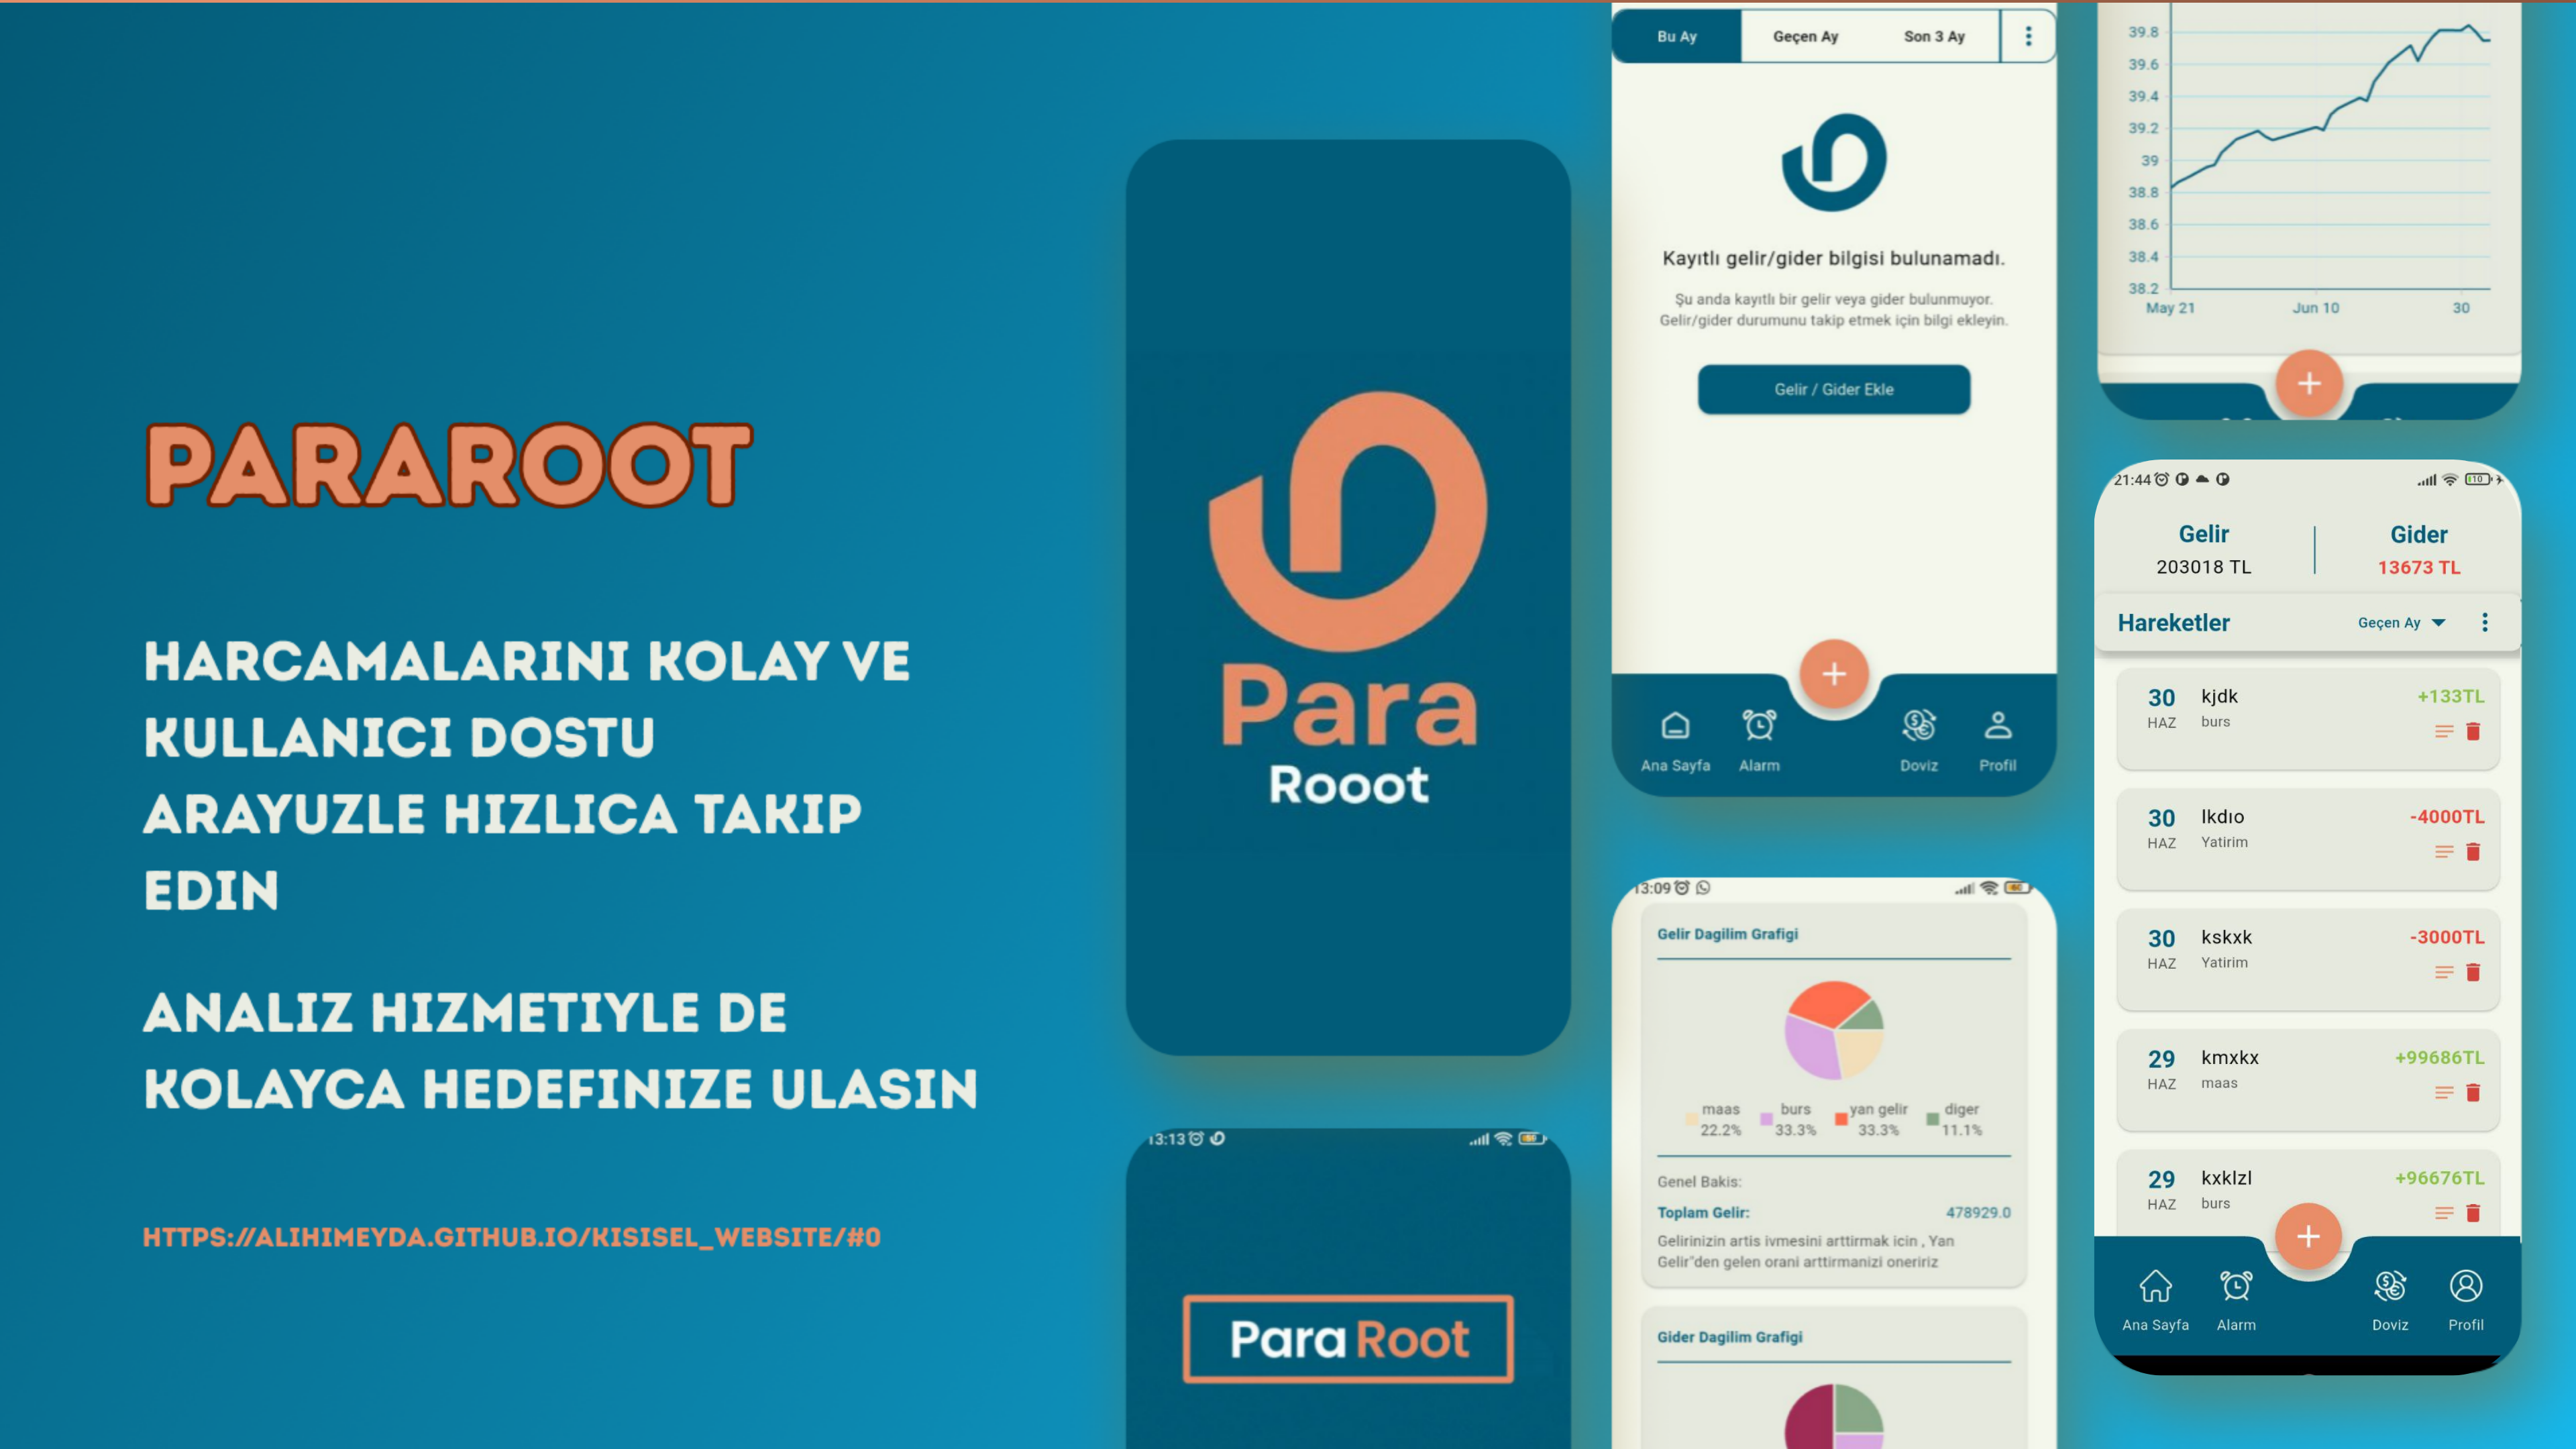 PARAROOT
HARCAMALARINI KOLAY VE
KULLANICI DOSTU
ARAYUZLE HIZLICA TAKIP
EDIN
ANALIZ HIZMETIYLE DE
KOLAYCA HEDEFINIZE ULASIN
HTTPS://ALIHIMEYDA.GITHUB.IO/KISISEL_WEBSITE/#0
Para
Rooot
13:13
Para Root
Bu Ay Geçen Ay Son 3 Ay
Kayıtlı gelir/gider bilgisi bulunamadı.
Şu anda kayıtlı bir gelir veya gider bulunmuyor.
Gelir/gider durumunu takip etmek için bilgi ekleyin.
Gelir / Gider Ekle
+
Ana Sayfa Alarm Doviz Profil
13:09
Gelir Dagilim Grafigi
maas burs yan gelir diger
22.2% 33.3% 33.3% 11.1%
Genel Bakis:
Toplam Gelir: 478929.0
Gelirinizin artis ivmesini arttirmak icin , Yan
Gelir"den gelen orani arttirmanizi oneririz
Gider Dagilim Grafigi
39.8
39.6
39.4
39.2
39
38.8
38.6
38.4
38.2
May 21 Jun 10 30
+
21:44 10
Gelir Gider
203018 TL 13673 TL
Hareketler Geçen Ay
30 kjdk +133TL
HAZ burs
30 lkdıo -4000TL
HAZ Yatirim
30 kskxk -3000TL
HAZ Yatirim
29 kmxkx +99686TL
HAZ maas
29 kxklzl +96676TL
HAZ burs
+
Ana Sayfa Alarm Doviz Profil